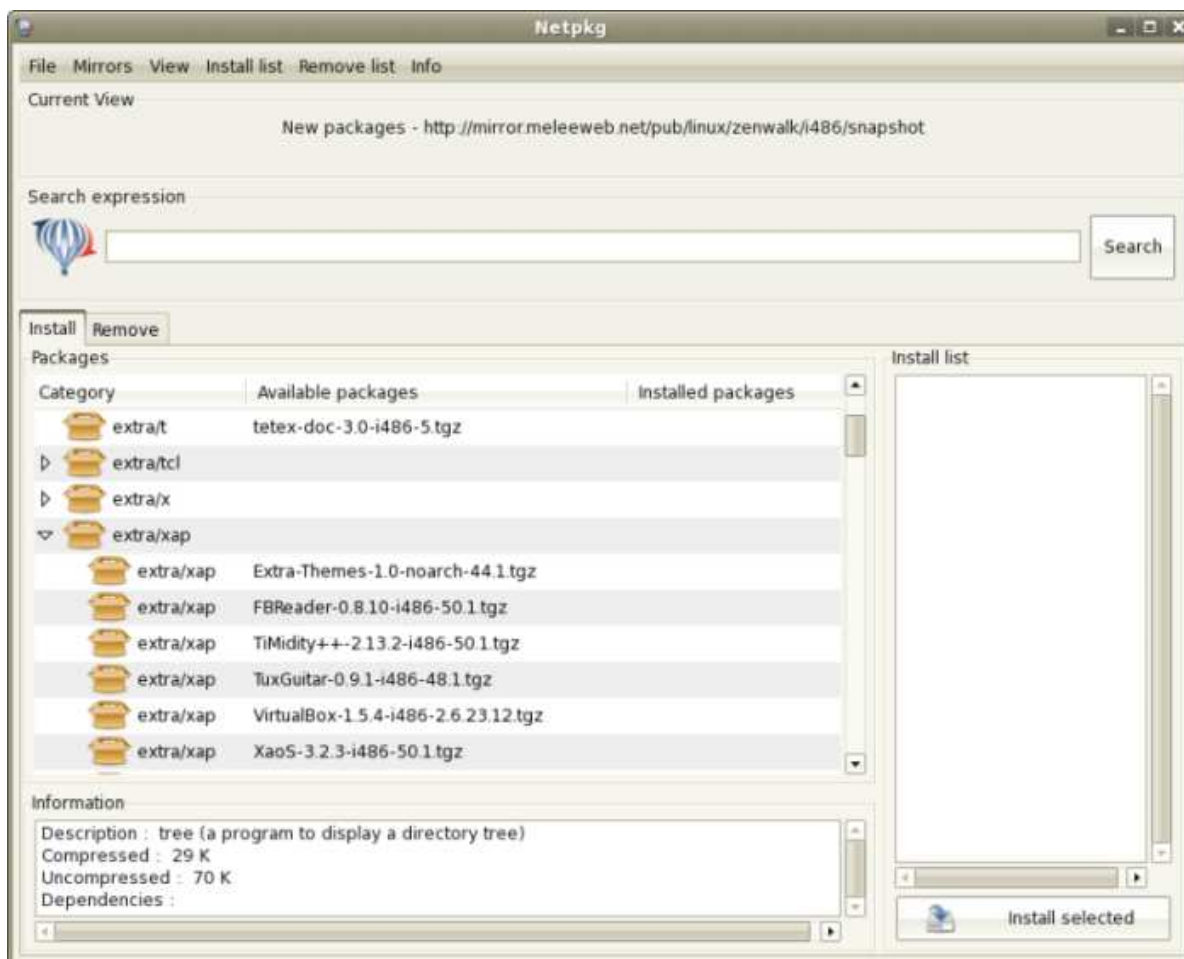 Netpkg
File Mirrors View Install list Remove list Info
Current View
New packages - http://mirror.meleeweb.net/pub/linux/zenwalk/i486/snapshot
Search expression
Search
Install Remove
Packages
Category Available packages Installed packages
extra/t tetex-doc-3.0-i486-5.tgz
extra/tcl
extra/x
extra/xap
extra/xap Extra-Themes-1.0-noarch-44.1.tgz
extra/xap FBReader-0.8.10-i486-50.1.tgz
extra/xap TiMidity++-2.13.2-i486-50.1.tgz
extra/xap TuxGuitar-0.9.1-i486-48.1.tgz
extra/xap VirtualBox-1.5.4-i486-2.6.23.12.tgz
extra/xap XaoS-3.2.3-i486-50.1.tgz
Information
Description : tree (a program to display a directory tree)
Compressed : 29 K
Uncompressed : 70 K
Dependencies :
Install list
Install selected